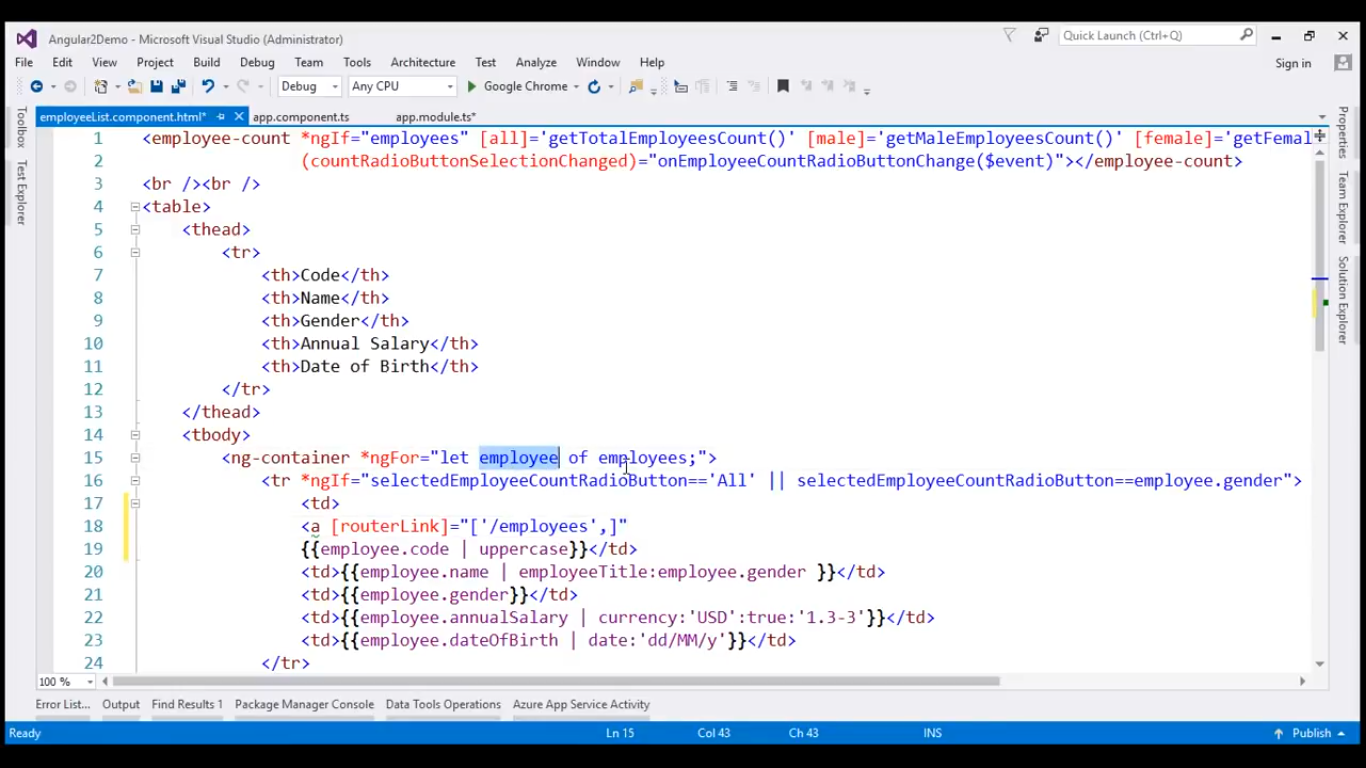 Angular2Demo - Microsoft Visual Studio (Administrator)
Quick Launch (Ctrl+Q)
File Edit View Project Build Debug Team Tools Architecture Test Analyze Window Help
Sign in
Debug Any CPU Google Chrome
employeeList.component.html* app.component.ts app.module.ts*
Toolbox
Test Explorer
Properties
Team Explorer
Solution Explorer
1 <employee-count *ngIf="employees" [all]='getTotalEmployeesCount()' [male]='getMaleEmployeesCount()' [female]='getFemal
2 (countRadioButtonSelectionChanged)="onEmployeeCountRadioButtonChange($event)"></employee-count>
3 <br /><br />
4 <table>
5 <thead>
6 <tr>
7 <th>Code</th>
8 <th>Name</th>
9 <th>Gender</th>
10 <th>Annual Salary</th>
11 <th>Date of Birth</th>
12 </tr>
13 </thead>
14 <tbody>
15 <ng-container *ngFor="let employee of employees;">
16 <tr *ngIf="selectedEmployeeCountRadioButton=='All' || selectedEmployeeCountRadioButton==employee.gender">
17 <td>
18 <a [routerLink]="['/employees',]"
19 {{employee.code | uppercase}}</td>
20 <td>{{employee.name | employeeTitle:employee.gender }}</td>
21 <td>{{employee.gender}}</td>
22 <td>{{employee.annualSalary | currency:'USD':true:'1.3-3'}}</td>
23 <td>{{employee.dateOfBirth | date:'dd/MM/y'}}</td>
24 </tr>
100 %
Error List... Output Find Results 1 Package Manager Console Data Tools Operations Azure App Service Activity
Ready Ln 15 Col 43 Ch 43 INS Publish